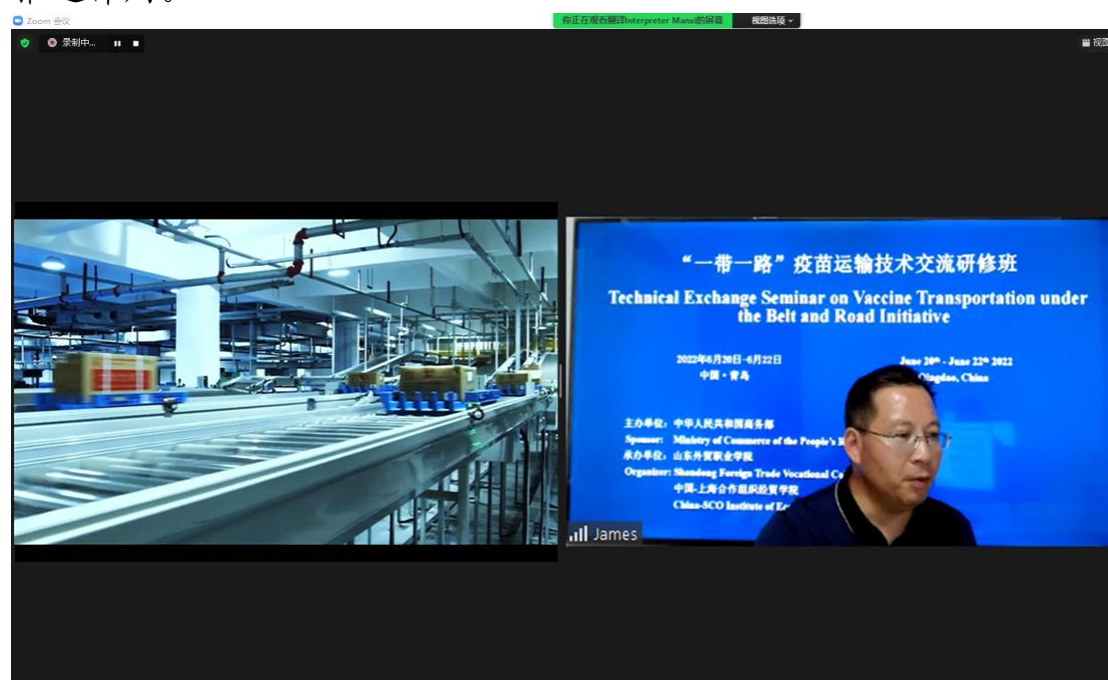 Zoom 会议
你正在观看翻译Interpreter Manxi的屏幕
视图选项
录制中...
视图
“一带一路”疫苗运输技术交流研修班
Technical Exchange Seminar on Vaccine Transportation under
the Belt and Road Initiative
2022年6月20日-6月22日
June 20th - June 22th 2022
中国·青岛
Qingdao, China
主办单位：中华人民共和国商务部
Sponsor: Ministry of Commerce of the People's
承办单位：山东外贸职业学院
Organizer: Shandong Foreign Trade Vocational
中国-上海合作组织经贸学院
China-SCO Institute of
James